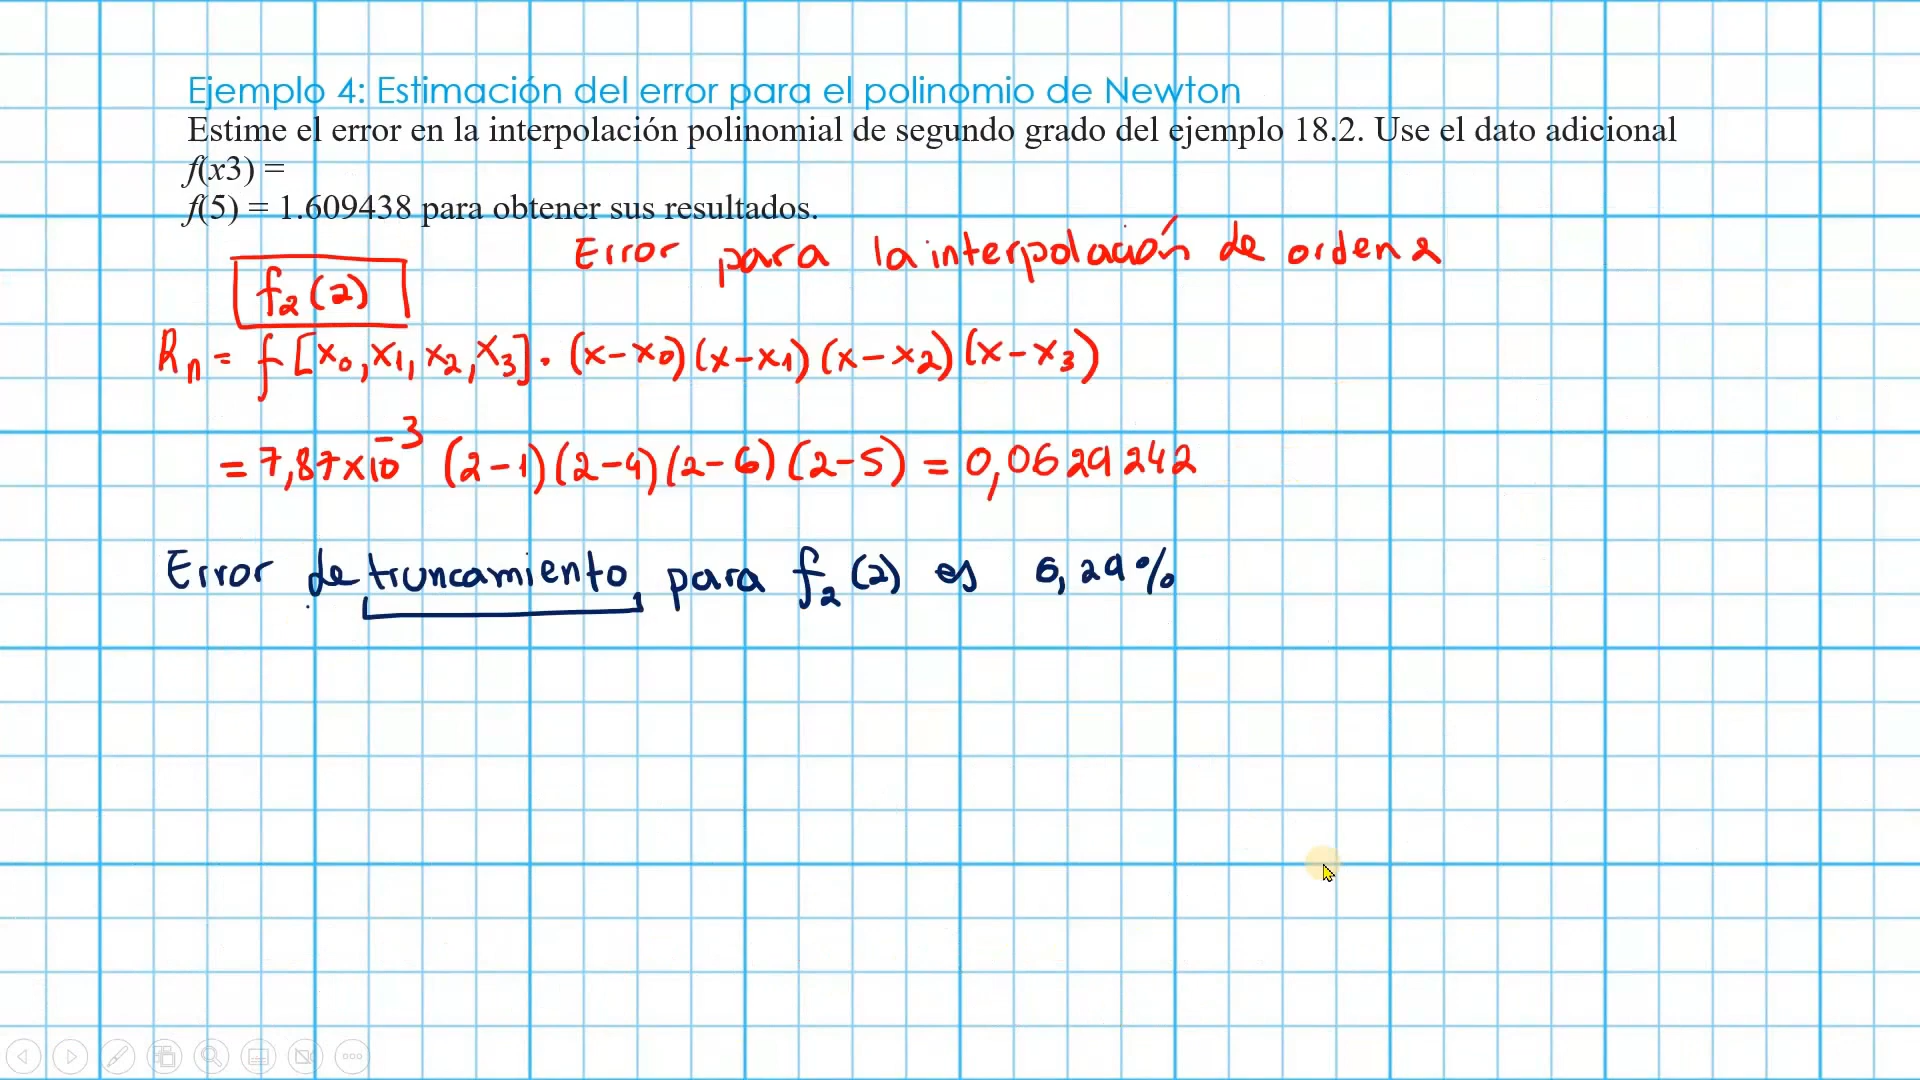 Ejemplo 4: Estimación del error para el polinomio de Newton
Estime el error en la interpolación polinomial de segundo grado del ejemplo 18.2. Use el dato adicional
f(x3) =
f(5) = 1.609438 para obtener sus resultados.
Error para la interpolación de orden 2
f₂(2)
Rₙ = f[x₀,x₁,x₂,x₃] · (x-x₀)(x-x₁)(x-x₂)(x-x₃)
= 7,87x10⁻³ (2-1)(2-4)(2-6)(2-5) = 0,0629242
Error de truncamiento para f₂(2) es 6,29%